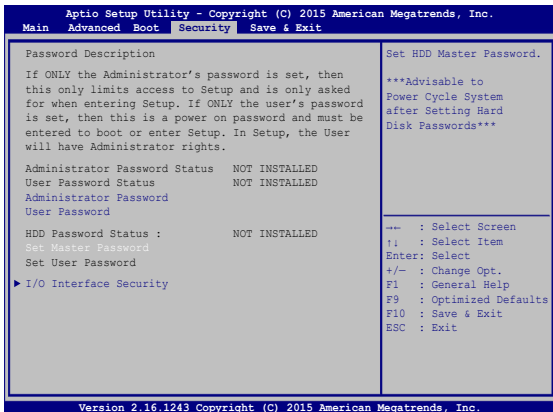 Aptio Setup Utility - Copyright (C) 2015 American Megatrends, Inc.
Main Advanced Boot Security Save & Exit
Password Description
If ONLY the Administrator's password is set, then
this only limits access to Setup and is only asked
for when entering Setup. If ONLY the user's password
is set, then this is a power on password and must be
entered to boot or enter Setup. In Setup, the User
will have Administrator rights.
Administrator Password Status NOT INSTALLED
User Password Status NOT INSTALLED
Administrator Password
User Password
HDD Password Status : NOT INSTALLED
Set Master Password
Set User Password
▶ I/O Interface Security
Set HDD Master Password.
***Advisable to
Power Cycle System
after Setting Hard
Disk Passwords***
→← : Select Screen
↑↓ : Select Item
Enter: Select
+/− : Change Opt.
F1 : General Help
F9 : Optimized Defaults
F10 : Save & Exit
ESC : Exit
Version 2.16.1243 Copyright (C) 2015 American Megatrends, Inc.